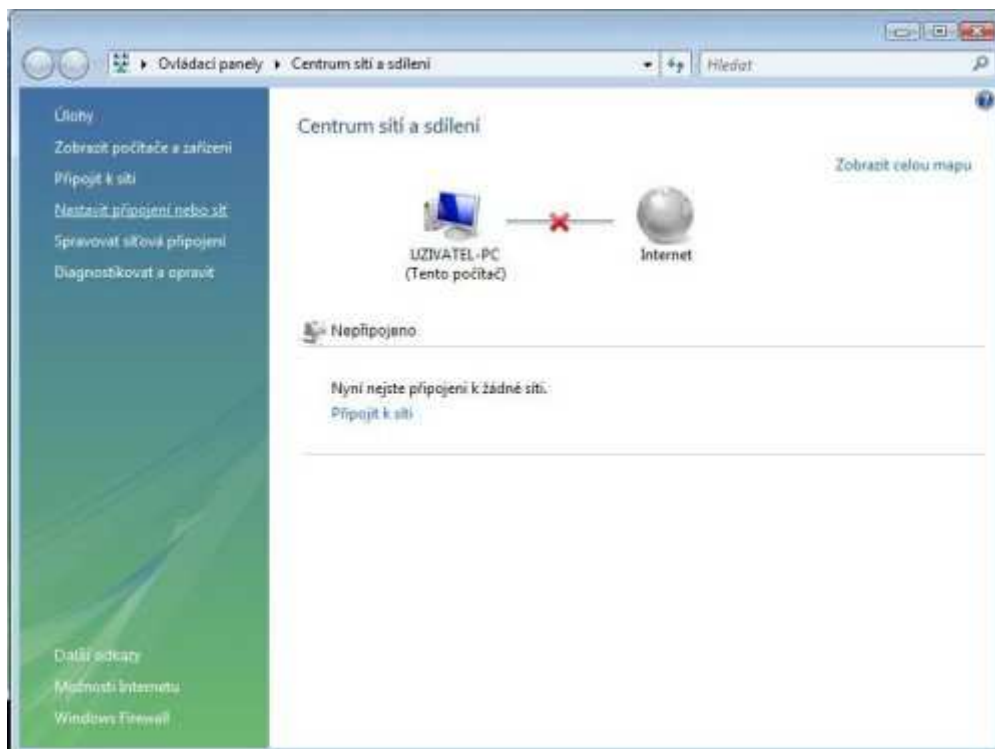 Ovládací panely ▸ Centrum sítí a sdílení
Hledat
Úlohy
Zobrazit počítače a zařízení
Připojit k síti
Nastavit připojení nebo síť
Spravovat síťová připojení
Diagnostikovat a opravit
Centrum sítí a sdílení
Zobrazit celou mapu
UZIVATEL-PC
(Tento počítač)
Internet
Nepřipojeno
Nyní nejste připojeni k žádné síti.
Připojit k síti
Další odkazy
Možnosti Internetu
Windows Firewall